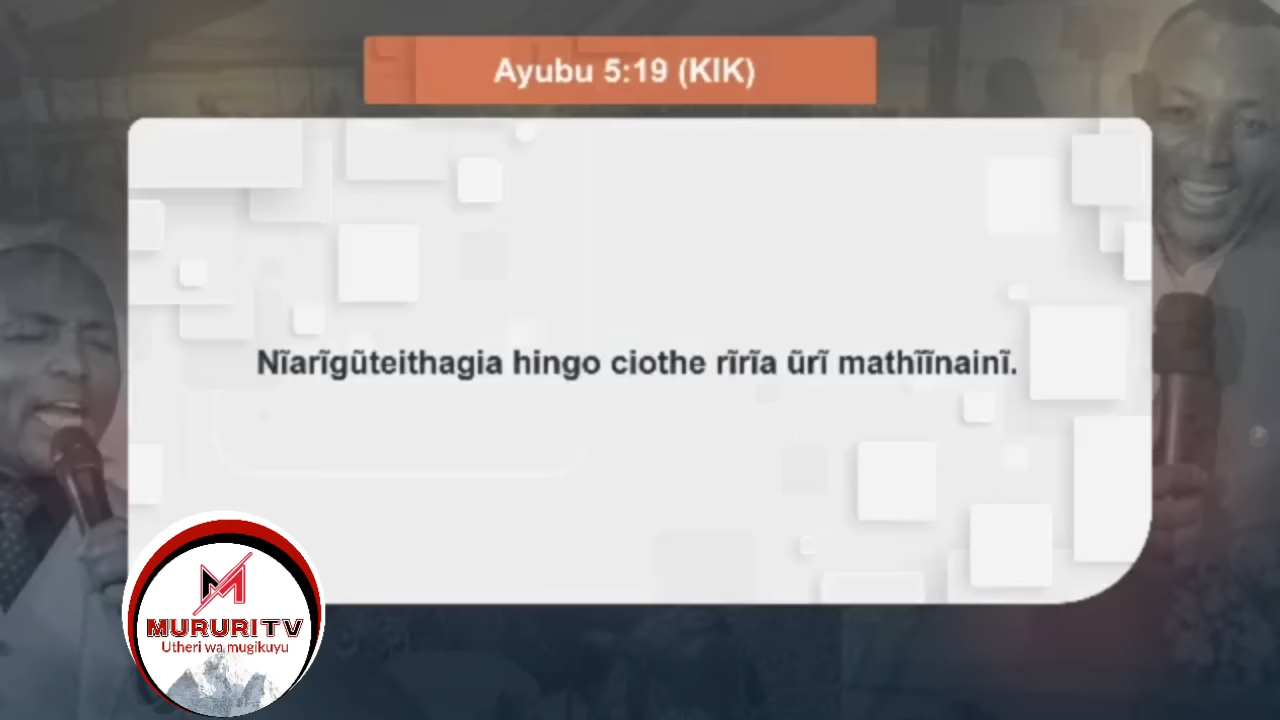 Ayubu 5:19 (KIK)
Nĩarĩgũteithagia hingo ciothe rĩrĩa ũrĩ mathĩĩnainĩ.
MURURI TV
Utheri wa mugikuyu